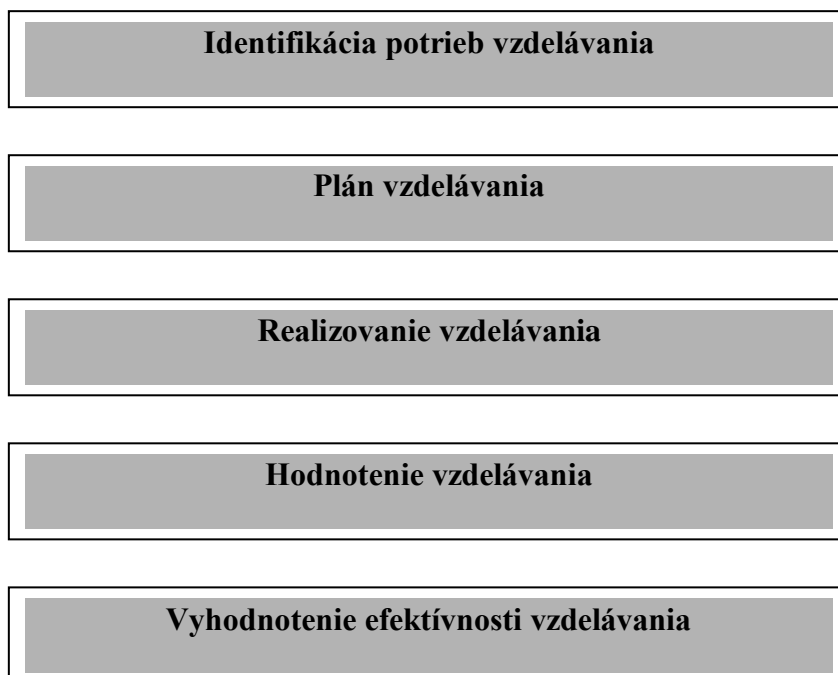 Identifikácia potrieb vzdelávania
Plán vzdelávania
Realizovanie vzdelávania
Hodnotenie vzdelávania
Vyhodnotenie efektívnosti vzdelávania